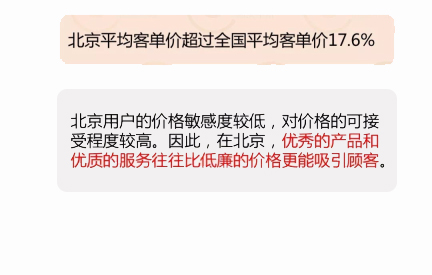 北京平均客单价超过全国平均客单价17.6%
北京用户的价格敏感度较低，对价格的可接
受程度较高。因此，在北京，优秀的产品和
优质的服务往往比低廉的价格更能吸引顾客。